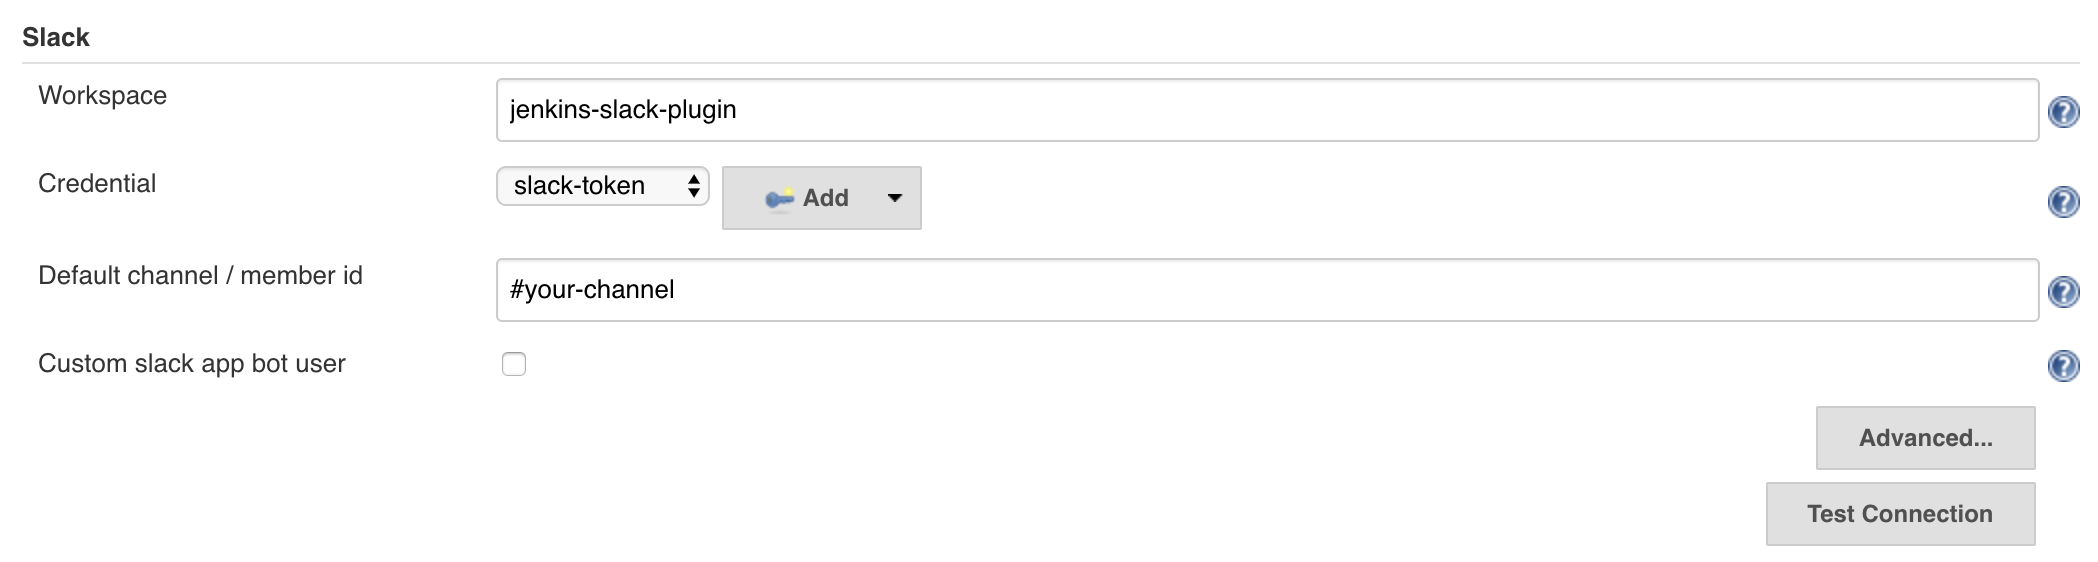 Slack
Workspace
jenkins-slack-plugin
Credential
slack-token
Add
Default channel / member id
#your-channel
Custom slack app bot user
Advanced...
Test Connection